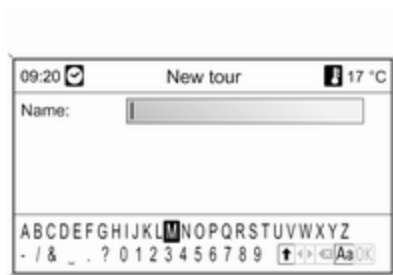 09:20 New tour 17 °C
Name:
ABCDEFGHIJKLMNOPQRSTUVWXYZ
- / & _ . ? 0 1 2 3 4 5 6 7 8 9 Aa OK